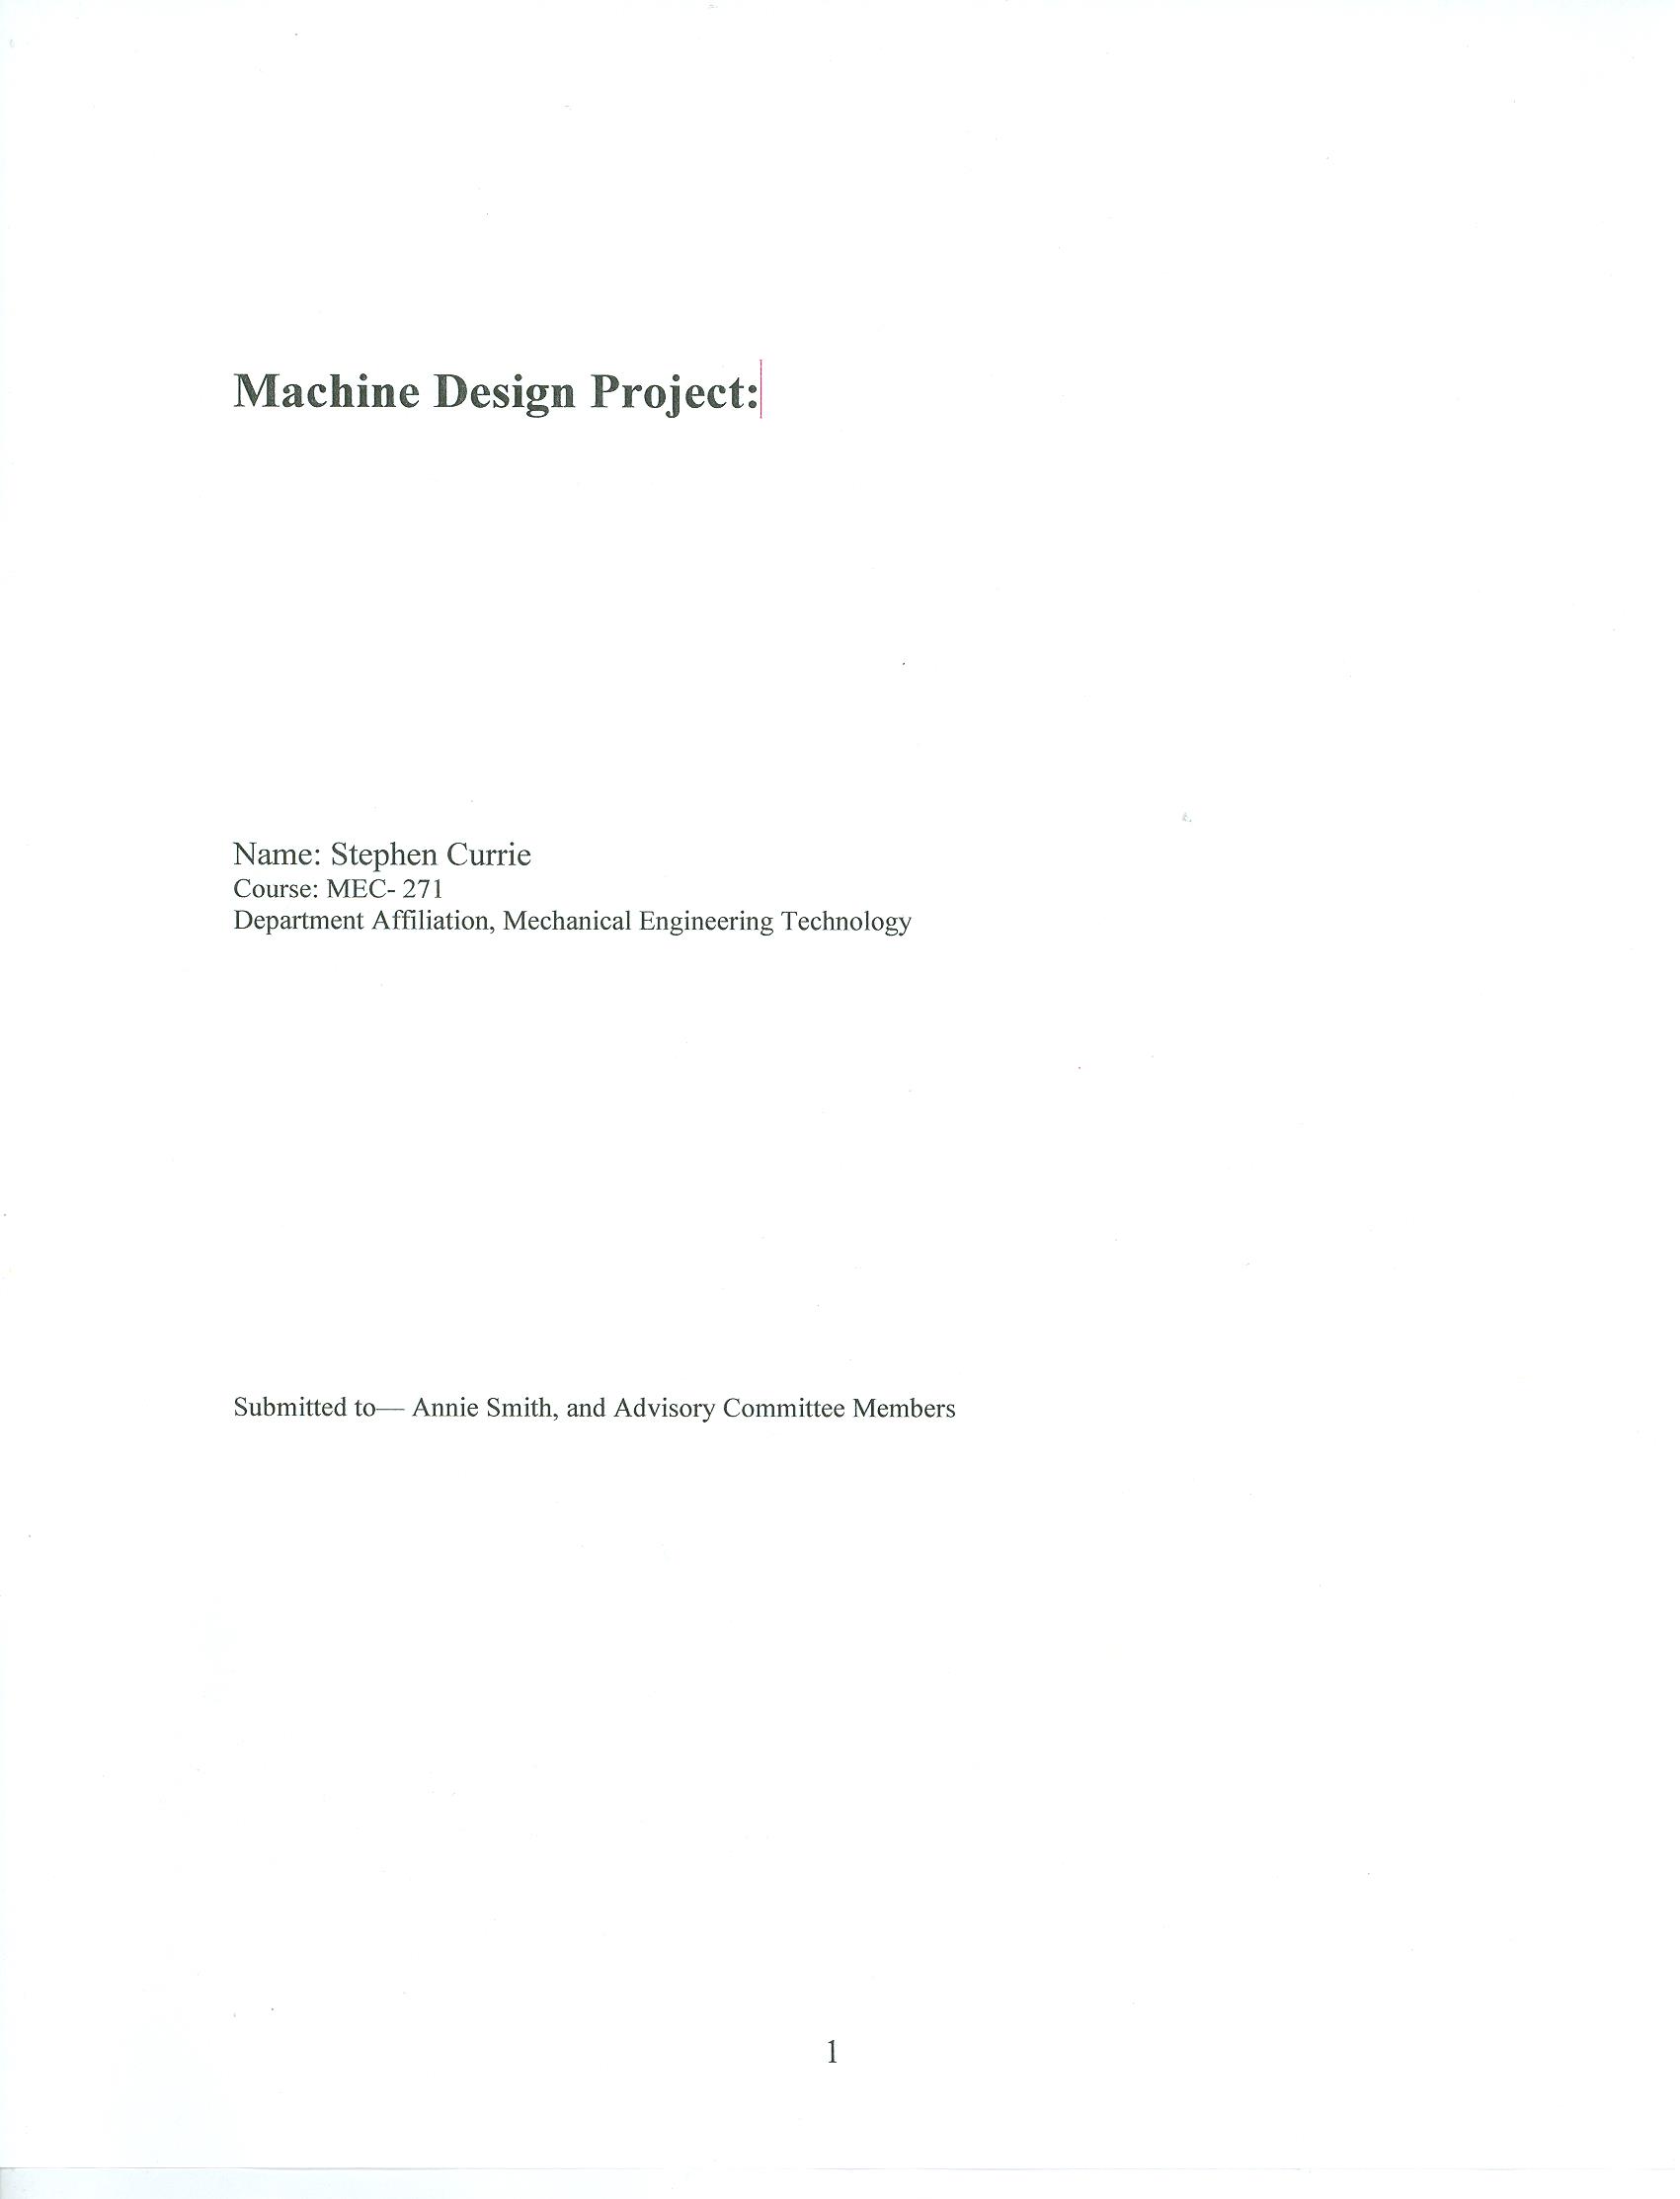 Machine Design Project:
Name: Stephen Currie
Course: MEC- 271
Department Affiliation, Mechanical Engineering Technology
Submitted to— Annie Smith, and Advisory Committee Members
1